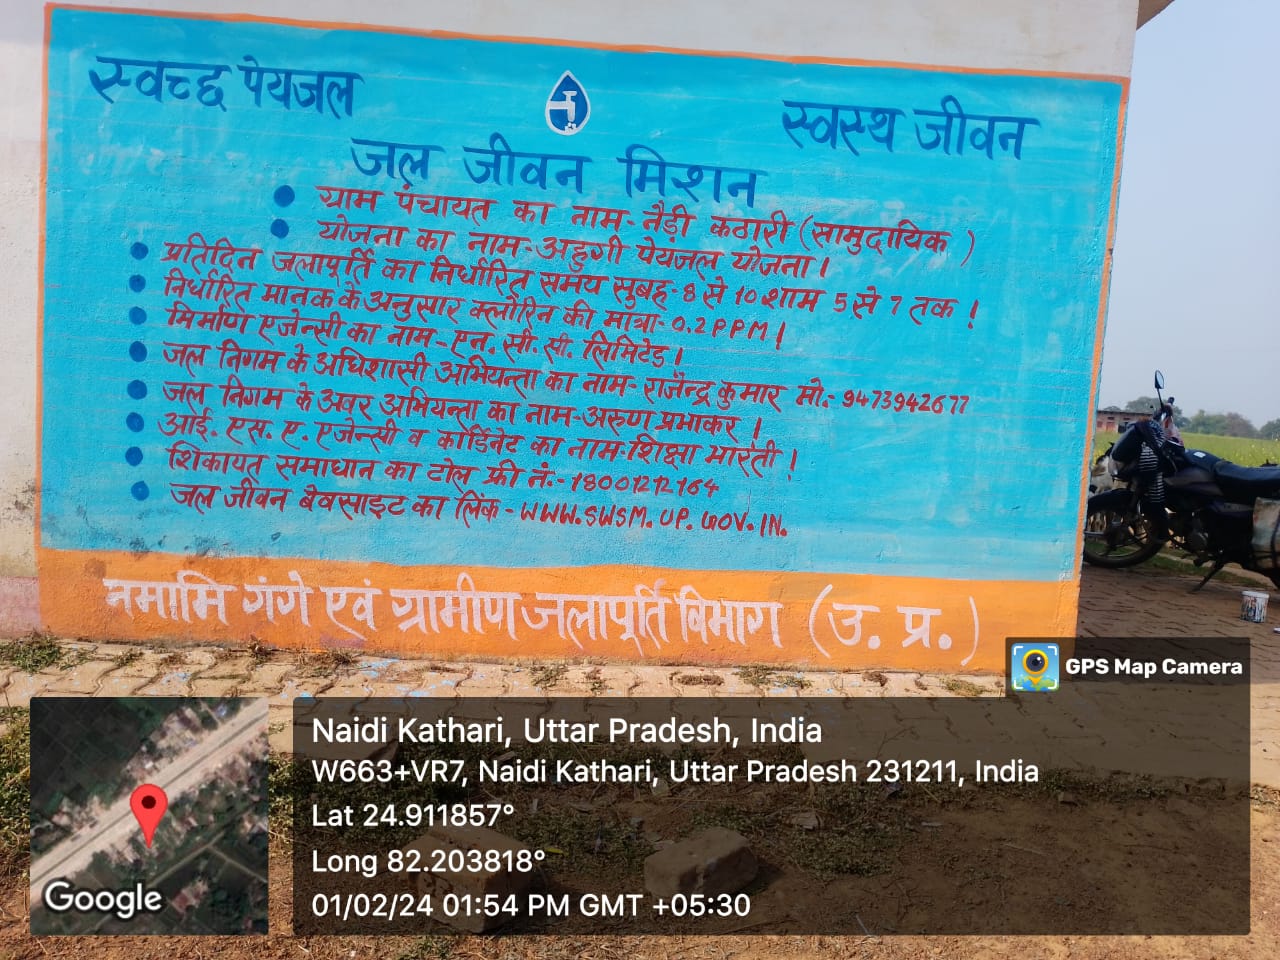 स्वच्छ पेयजल
स्वस्थ जीवन
जल जीवन मिशन
ग्राम पंचायत का नाम- नैड़ी कठारी (सामुदायिक)
योजना का नाम- अहुगी पेयजल योजना।
प्रतिदिन जलापूर्ति का निर्धारित समय सुबह- 8 से 10 शाम 5 से 7 तक !
निर्धारित मानक के अनुसार क्लोरिन की मात्रा- 0.2 PPM।
निर्माण एजेन्सी का नाम- एन. सी. सी. लिमिटेड।
जल निगम के अधिशासी अभियन्ता का नाम- राजेन्द्र कुमार मो.- 9473942677
जल निगम के अवर अभियन्ता का नाम- अरुण प्रभाकर।
आई. एस. ए. एजेन्सी व कार्डिनेट का नाम- शिक्षा भारती।
शिकायत समाधान का टोल फ्री नं.- 18001212164
जल जीवन बेवसाइट का लिंक- WWW.SWSM.UP.GOV.IN.
नमामि गंगे एवं ग्रामीण जलापूर्ति विभाग (उ. प्र.)
GPS Map Camera
Naidi Kathari, Uttar Pradesh, India
W663+VR7, Naidi Kathari, Uttar Pradesh 231211, India
Lat 24.911857°
Long 82.203818°
01/02/24 01:54 PM GMT +05:30
Google